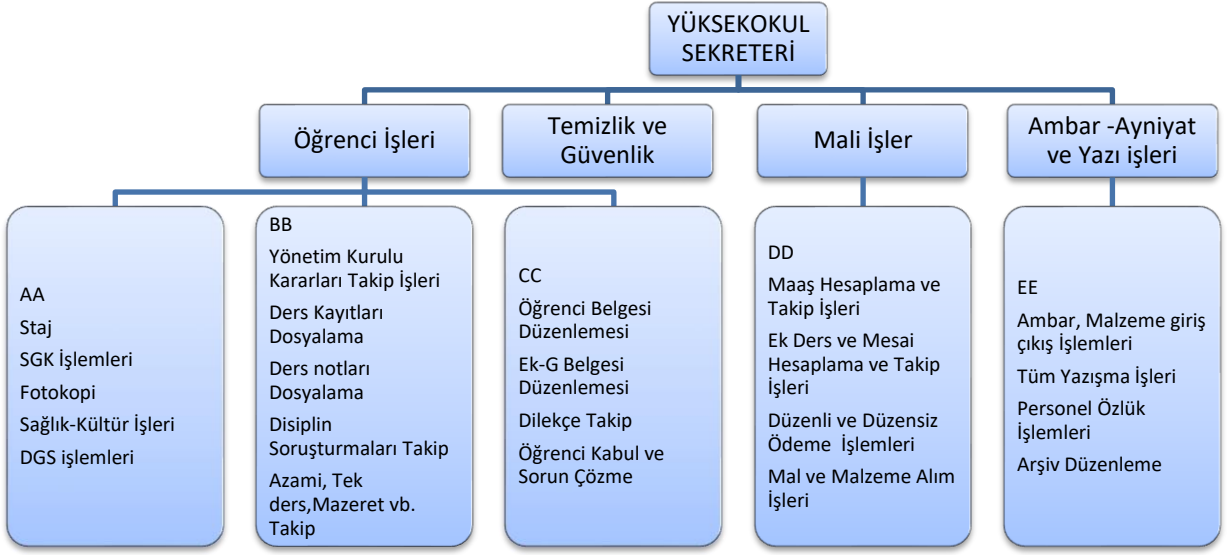 YÜKSEKOKUL
SEKRETERİ
Öğrenci İşleri
Temizlik ve
Güvenlik
Mali İşler
Ambar -Ayniyat
ve Yazı işleri
AA
Staj
SGK İşlemleri
Fotokopi
Sağlık-Kültür İşleri
DGS işlemleri
BB
Yönetim Kurulu
Kararları Takip İşleri
Ders Kayıtları
Dosyalama
Ders notları
Dosyalama
Disiplin
Soruşturmaları Takip
Azami, Tek
ders,Mazeret vb.
Takip
CC
Öğrenci Belgesi
Düzenlemesi
Ek-G Belgesi
Düzenlemesi
Dilekçe Takip
Öğrenci Kabul ve
Sorun Çözme
DD
Maaş Hesaplama ve
Takip İşleri
Ek Ders ve Mesai
Hesaplama ve Takip
İşleri
Düzenli ve Düzensiz
Ödeme İşlemleri
Mal ve Malzeme Alım
İşleri
EE
Ambar, Malzeme giriş
çıkış İşlemleri
Tüm Yazışma İşleri
Personel Özlük
İşlemleri
Arşiv Düzenleme